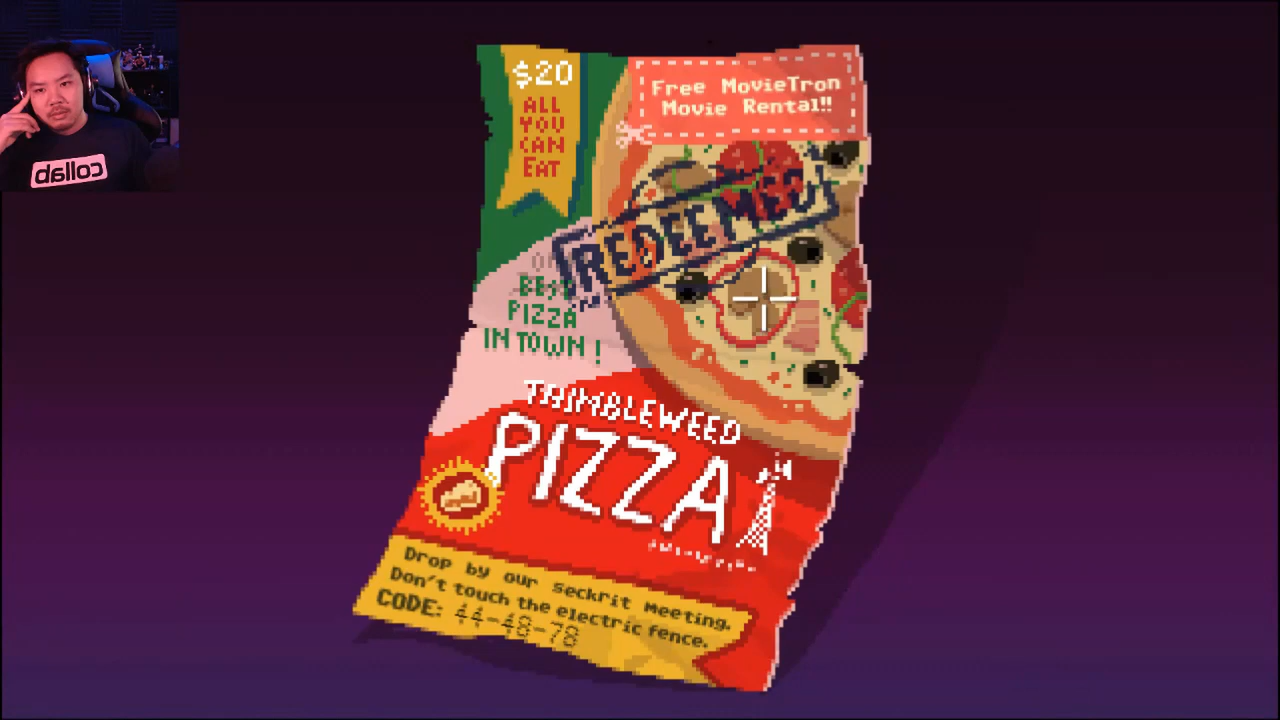 $20
ALL
YOU
CAN
EAT
Free MovieTron
Movie Rental!!
REDEEMED
BEST
PIZZA
IN TOWN!
THIMBLEWEED
PIZZA
Drop by our seckrit meeting.
Don't touch the electric fence.
CODE: 44-48-78
collab